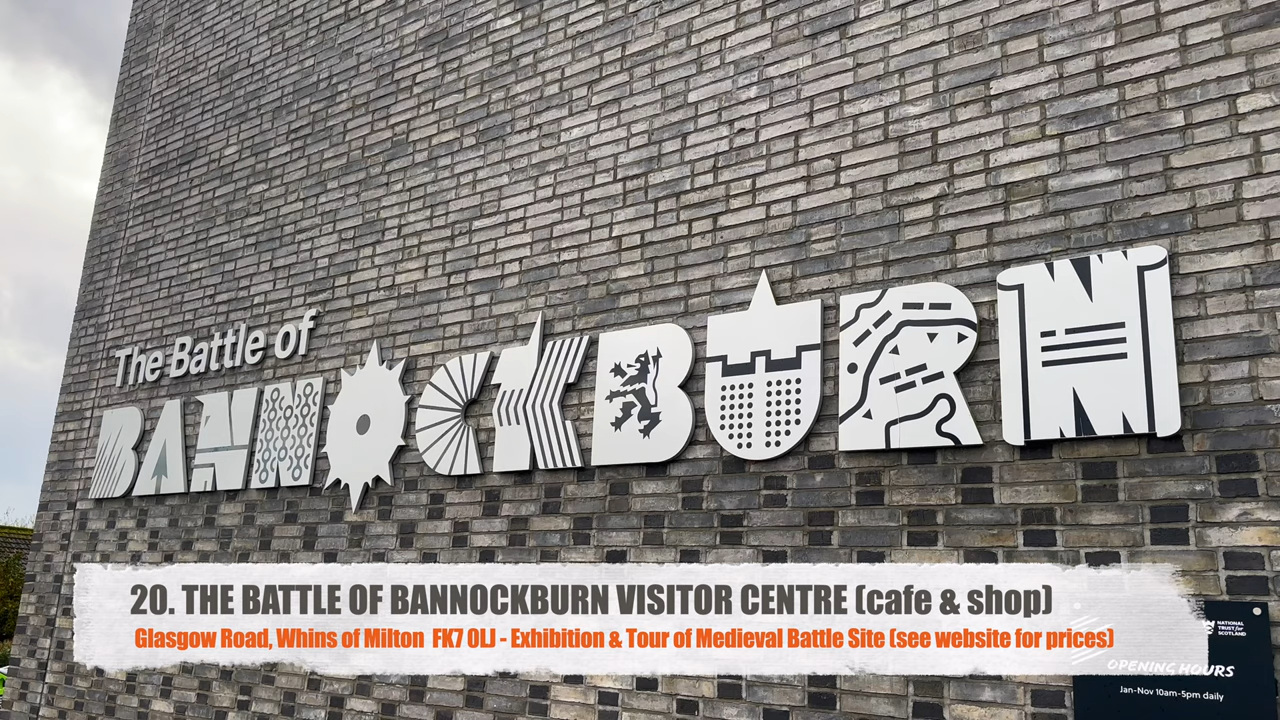 The Battle of
BANNOCKBURN
20. THE BATTLE OF BANNOCKBURN VISITOR CENTRE (cafe & shop)
Glasgow Road, Whins of Milton FK7 0LJ - Exhibition & Tour of Medieval Battle Site (see website for prices)
NATIONAL
TRUST for
SCOTLAND
OPENING HOURS
Jan-Nov 10am-5pm daily